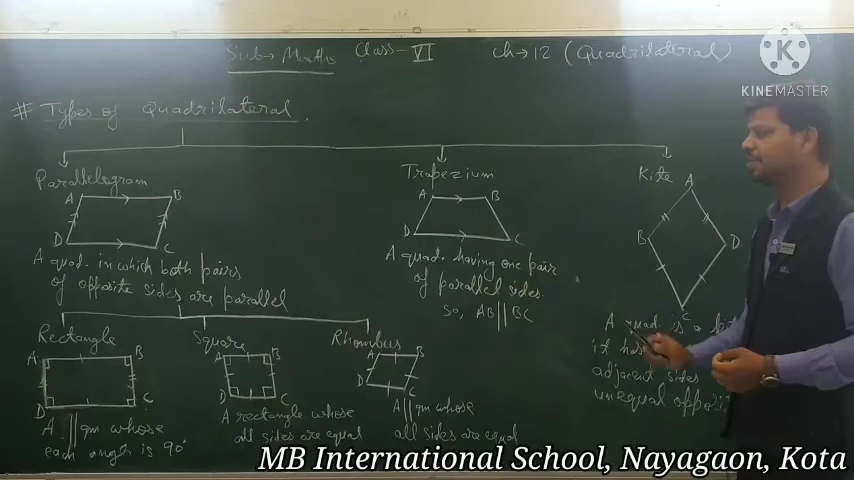 Sub→ Maths Class-VI ch→12 (Quadrilateral)
K
KINEMASTER
# Types of Quadrilateral.
Parallelogram
A B
D C
A quad. in which both pairs
of opposite sides are parallel
Trapezium
A B
D C
A quad. having one pair
of parallel sides.
So, AB||BC
Kite
A
B D
C
A quad is a
it has
adjacent sides
unequal
Rectangle
A B
D C
A ||gm whose
each angle is 90°
Square
A B
D C
A rectangle whose
all sides are equal
Rhombus
A B
D C
A ||gm whose
all sides are equal
MB International School, Nayagaon, Kota